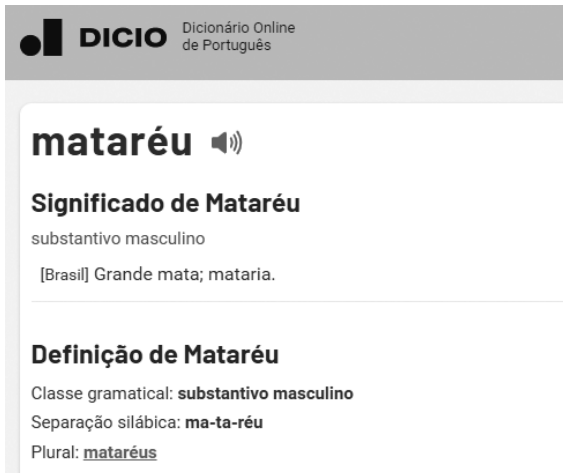 DICIO
Dicionário Online
de Português
mataréu
Significado de Mataréu
substantivo masculino
[Brasil] Grande mata; mataria.
Definição de Mataréu
Classe gramatical: substantivo masculino
Separação silábica: ma-ta-réu
Plural: mataréus